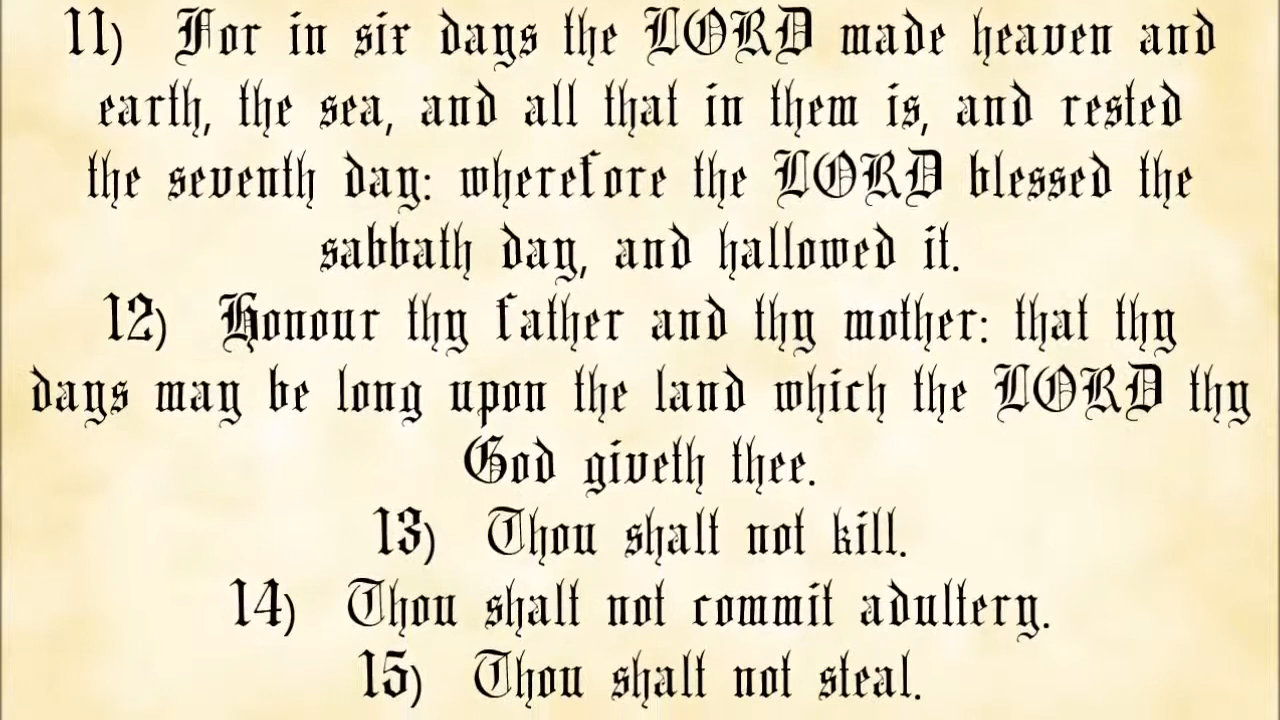 11) For in six days the LORD made heaven and
earth, the sea, and all that in them is, and rested
the seventh day: wherefore the LORD blessed the
sabbath day, and hallowed it.
12) Honour thy father and thy mother: that thy
days may be long upon the land which the LORD thy
God giveth thee.
13) Thou shalt not kill.
14) Thou shalt not commit adultery.
15) Thou shalt not steal.